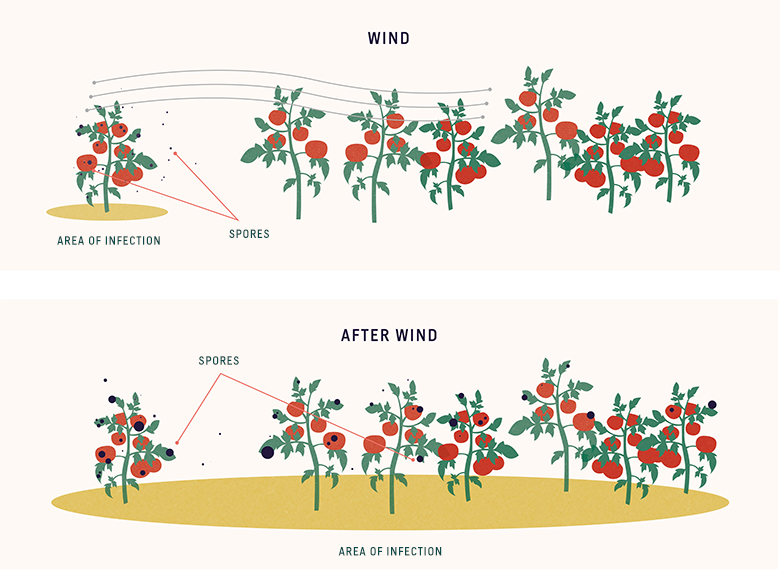 WIND
AREA OF INFECTION
SPORES
AFTER WIND
SPORES
AREA OF INFECTION